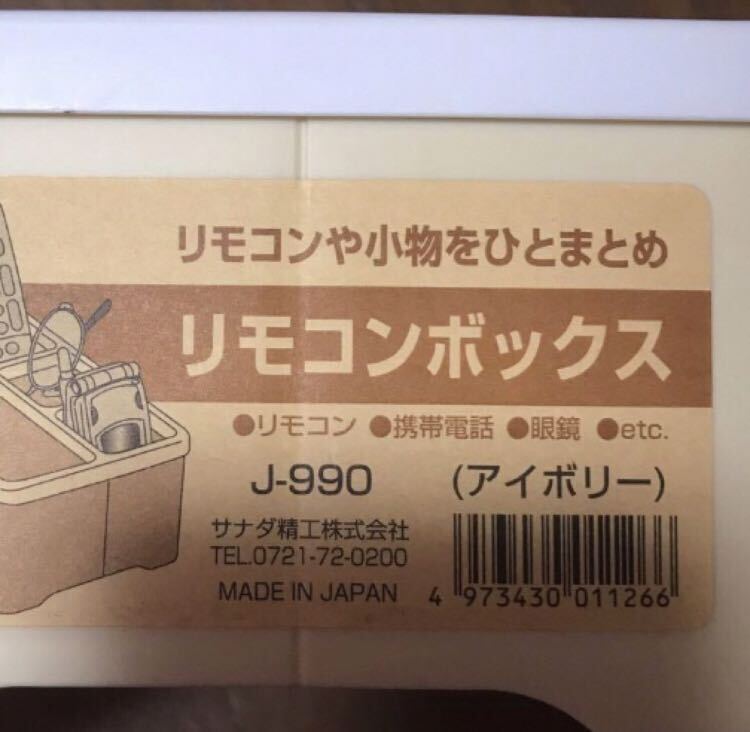 リモコンや小物をひとまとめ
リモコンボックス
●リモコン ●携帯電話 ●眼鏡 ●etc.
J-990 (アイボリー)
サナダ精工株式会社
TEL.0721-72-0200
MADE IN JAPAN
4 973430 011266